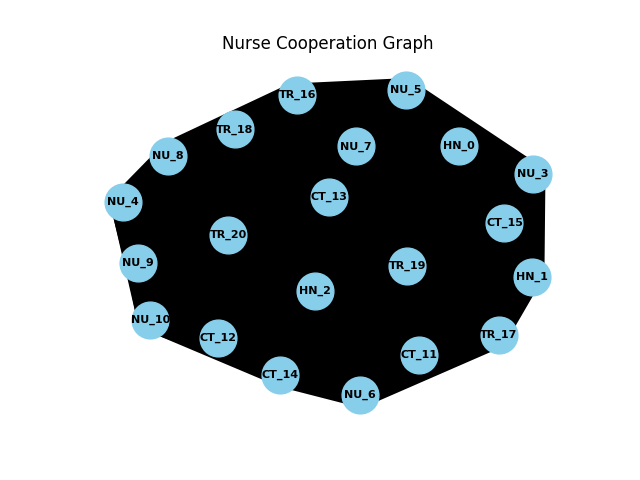 Nurse Cooperation Graph
NU_5
TR_16
TR_18
NU_7
HN_0
NU_8
NU_3
CT_13
NU_4
CT_15
TR_20
NU_9
TR_19
HN_1
HN_2
NU_10
TR_17
CT_12
CT_11
CT_14
NU_6